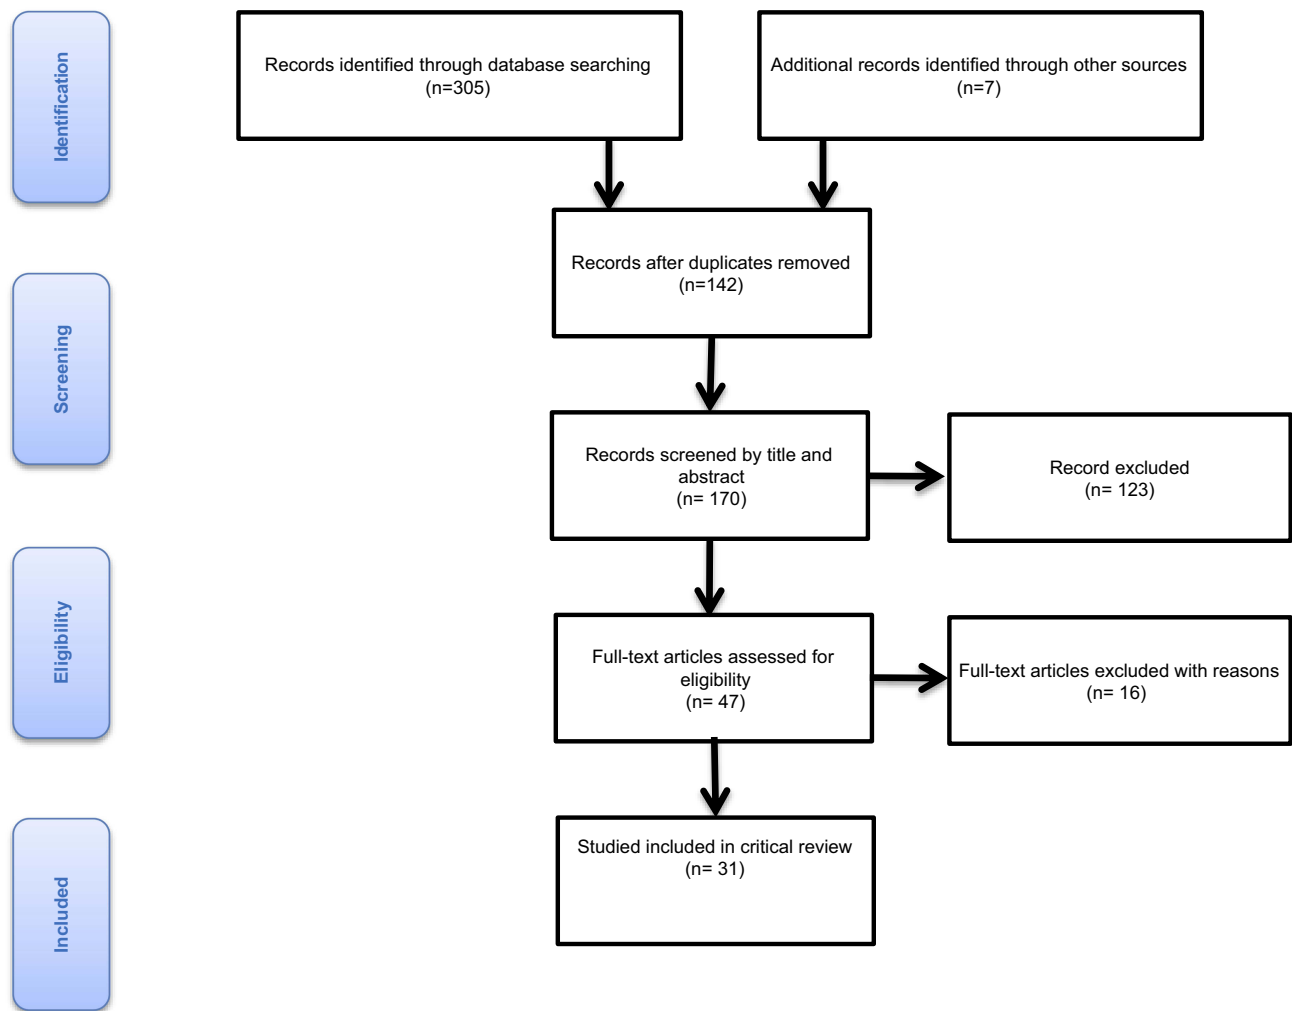 Identification
Records identified through database searching
(n=305)
Additional records identified through other sources
(n=7)
Records after duplicates removed
(n=142)
Screening
Records screened by title and
abstract
(n= 170)
Record excluded
(n= 123)
Eligibility
Full-text articles assessed for
eligibility
(n= 47)
Full-text articles excluded with reasons
(n= 16)
Included
Studied included in critical review
(n= 31)